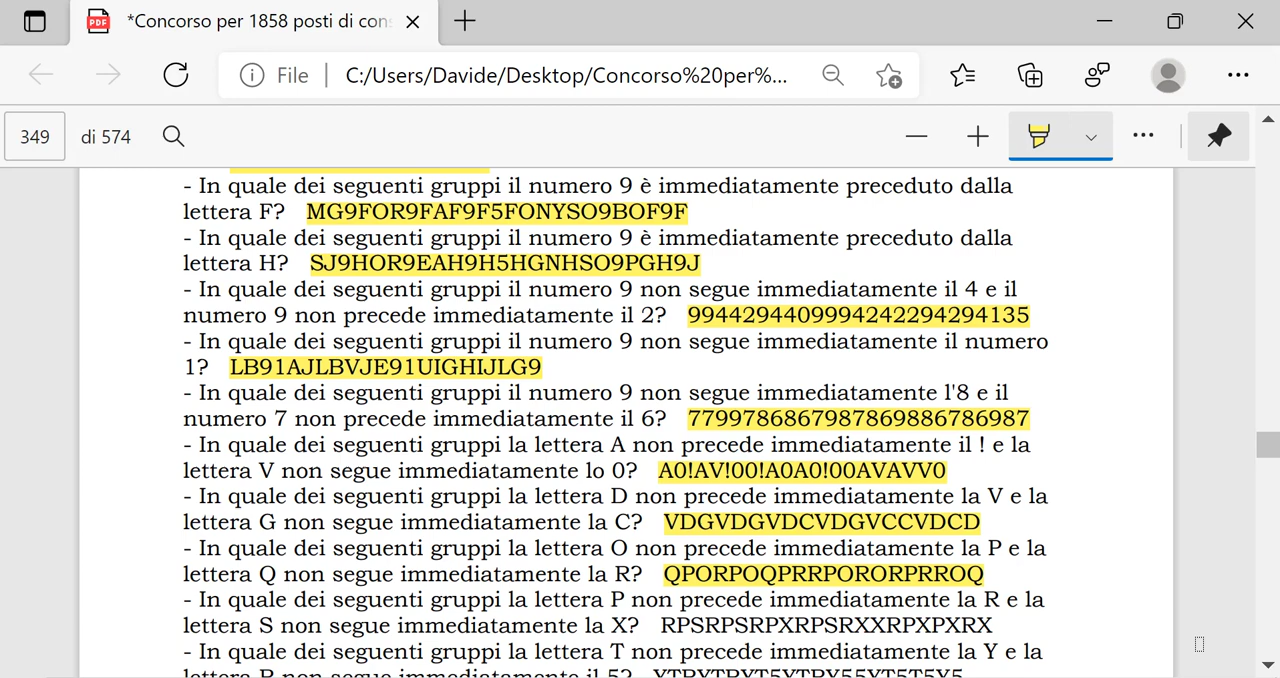 *Concorso per 1858 posti di con
File
C:/Users/Davide/Desktop/Concorso%20per%...
349 di 574
- In quale dei seguenti gruppi il numero 9 è immediatamente preceduto dalla
lettera F? MG9FOR9FAF9F5FONYSO9BOF9F
- In quale dei seguenti gruppi il numero 9 è immediatamente preceduto dalla
lettera H? SJ9HOR9EAH9H5HGNHSO9PGH9J
- In quale dei seguenti gruppi il numero 9 non segue immediatamente il 4 e il
numero 9 non precede immediatamente il 2? 9944294409994242294294135
- In quale dei seguenti gruppi il numero 9 non segue immediatamente il numero
1? LB91AJLBVJE91UIGHIJLG9
- In quale dei seguenti gruppi il numero 9 non segue immediatamente l'8 e il
numero 7 non precede immediatamente il 6? 7799786867987869886786987
- In quale dei seguenti gruppi la lettera A non precede immediatamente il ! e la
lettera V non segue immediatamente lo 0? A0!AV!00!A0A0!00AVAVV0
- In quale dei seguenti gruppi la lettera D non precede immediatamente la V e la
lettera G non segue immediatamente la C? VDGVDGVDCVDGVCCVDCD
- In quale dei seguenti gruppi la lettera O non precede immediatamente la P e la
lettera Q non segue immediatamente la R? QPORPOQPRRPORORPRROQ
- In quale dei seguenti gruppi la lettera P non precede immediatamente la R e la
lettera S non segue immediatamente la X? RPSRPSRPXRPSRXXRPXPXRX
- In quale dei seguenti gruppi la lettera T non precede immediatamente la Y e la
lettera R non segue immediatamente il 5?